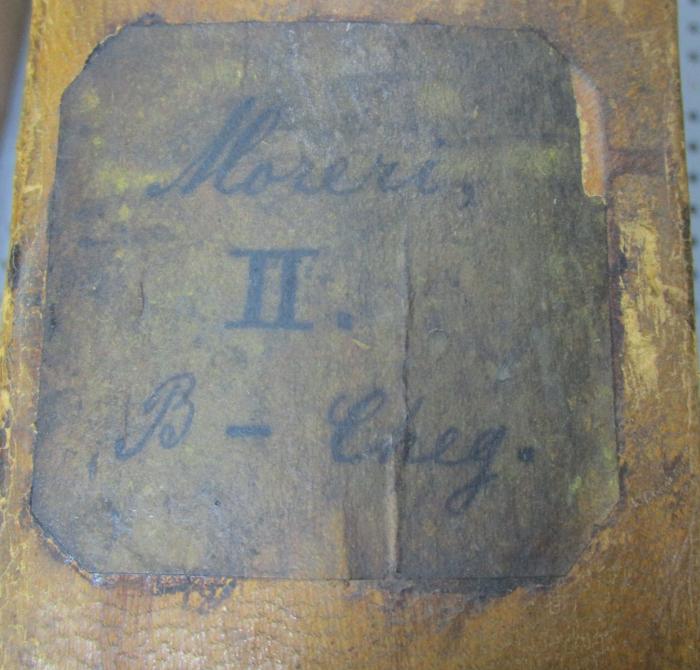 Moreri,
II.
B - Cheg.